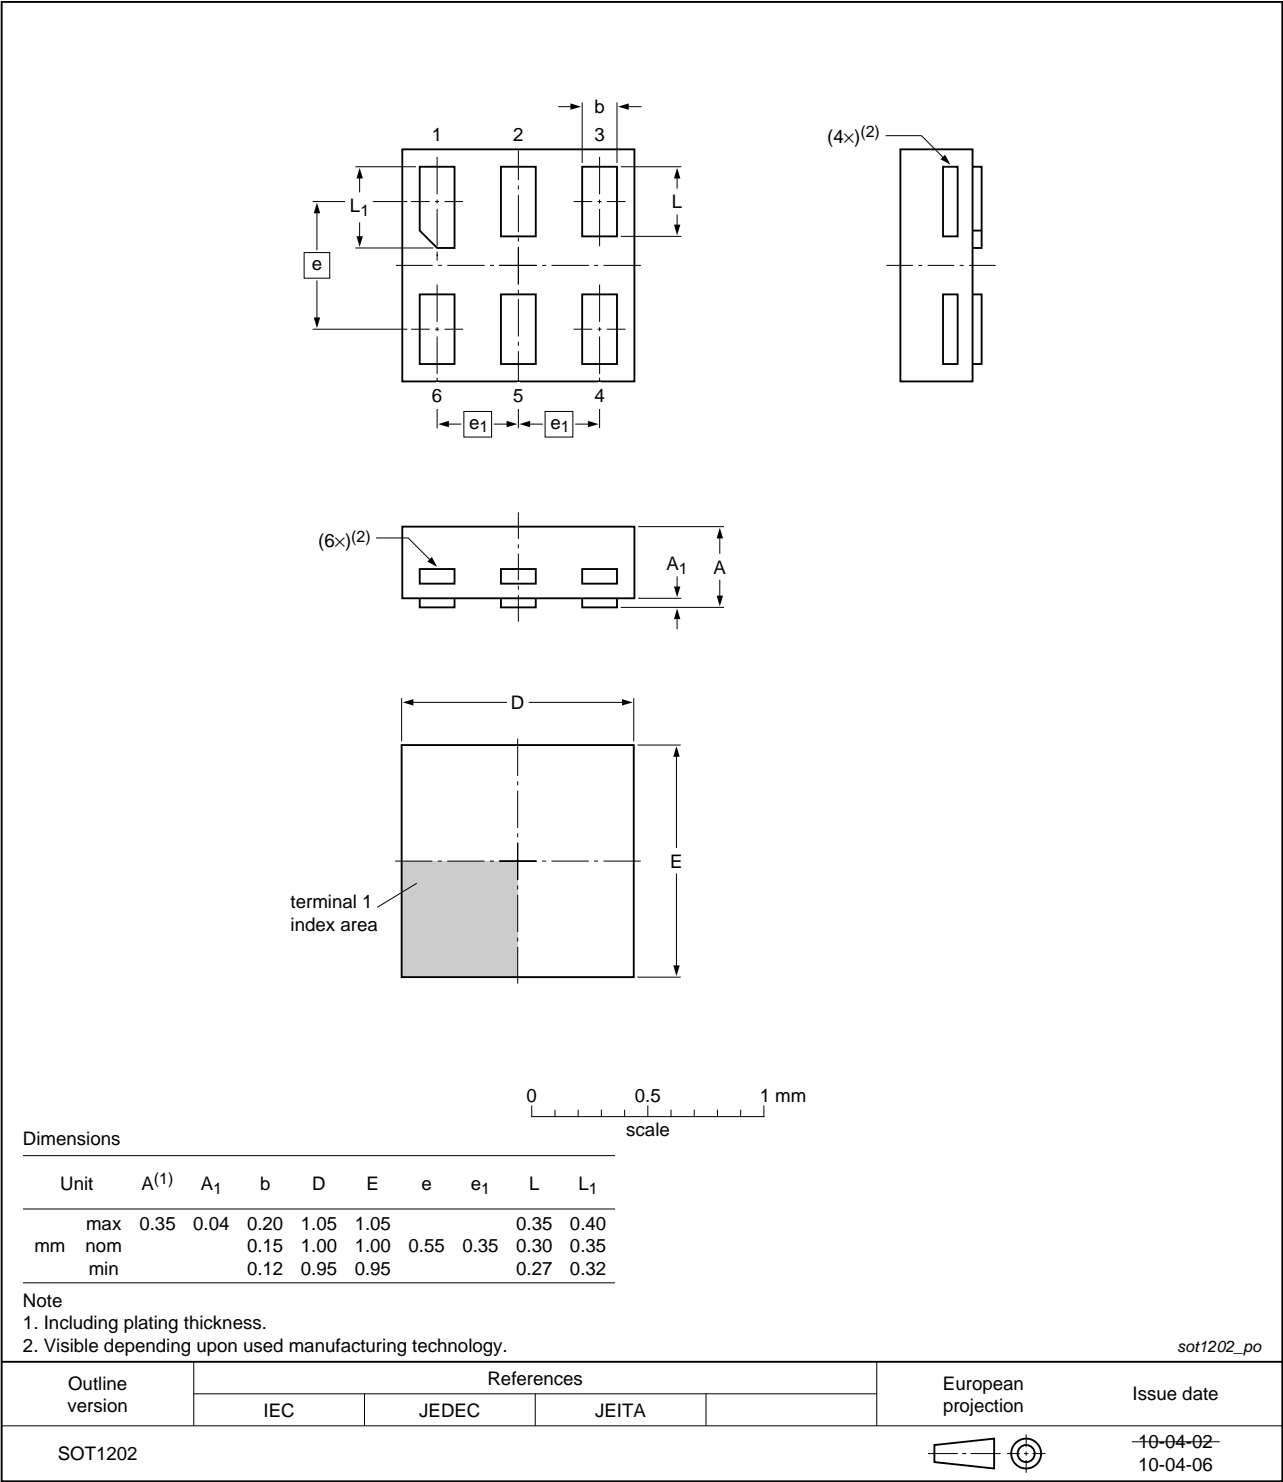 b
1 2 3
(4×)(2)
L1
L
e
6 5 4
e1 e1
(6×)(2)
A1 A
D
E
terminal 1
index area
0 0.5 1 mm
scale
Dimensions
Unit A(1) A1 b D E e e1 L L1
max 0.35 0.04 0.20 1.05 1.05 0.35 0.40
mm nom 0.15 1.00 1.00 0.55 0.35 0.30 0.35
min 0.12 0.95 0.95 0.27 0.32
Note
1. Including plating thickness.
2. Visible depending upon used manufacturing technology.
sot1202_po
Outline
version
References
IEC JEDEC JEITA
European
projection
Issue date
SOT1202
10-04-02
10-04-06